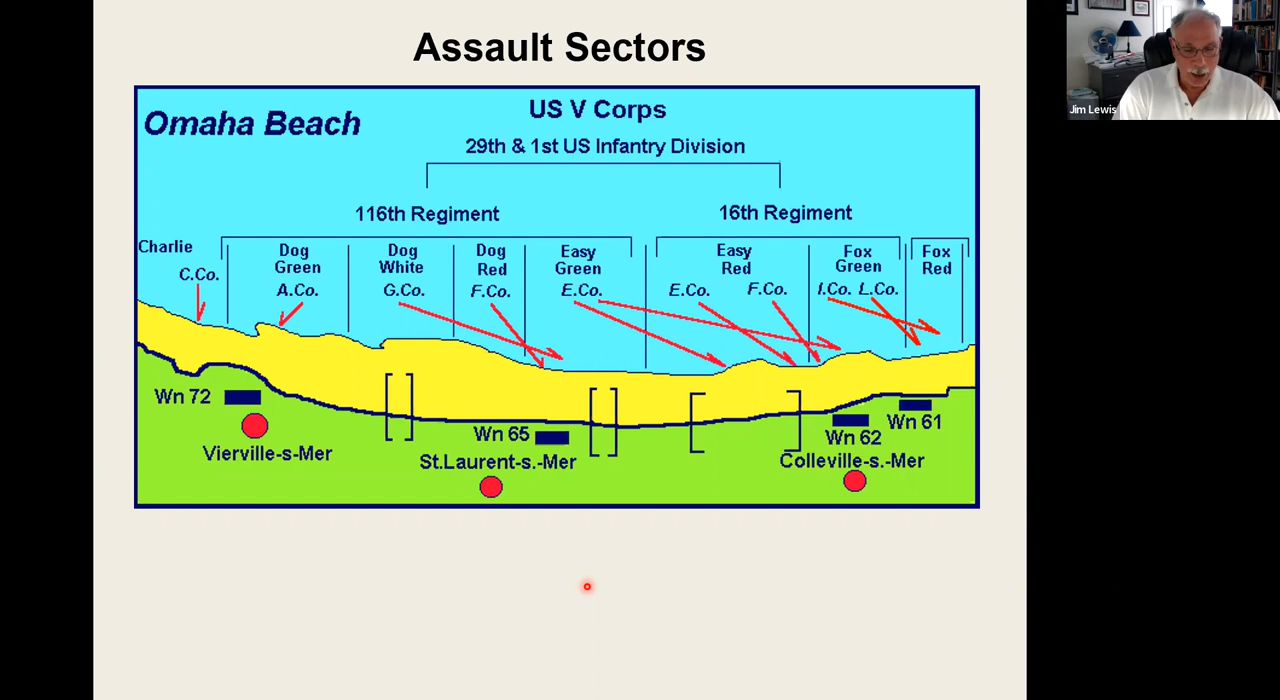 Assault Sectors
Jim Lewis
Omaha Beach
US V Corps
29th & 1st US Infantry Division
116th Regiment
16th Regiment
Charlie
C.Co.
Dog
Green
A.Co.
Dog
White
G.Co.
Dog
Red
F.Co.
Easy
Green
E.Co.
Easy
Red
E.Co. F.Co.
Fox
Green
I.Co. L.Co.
Fox
Red
Wn 72
Vierville-s-Mer
Wn 65
St.Laurent-s.-Mer
Wn 61
Wn 62
Colleville-s.-Mer